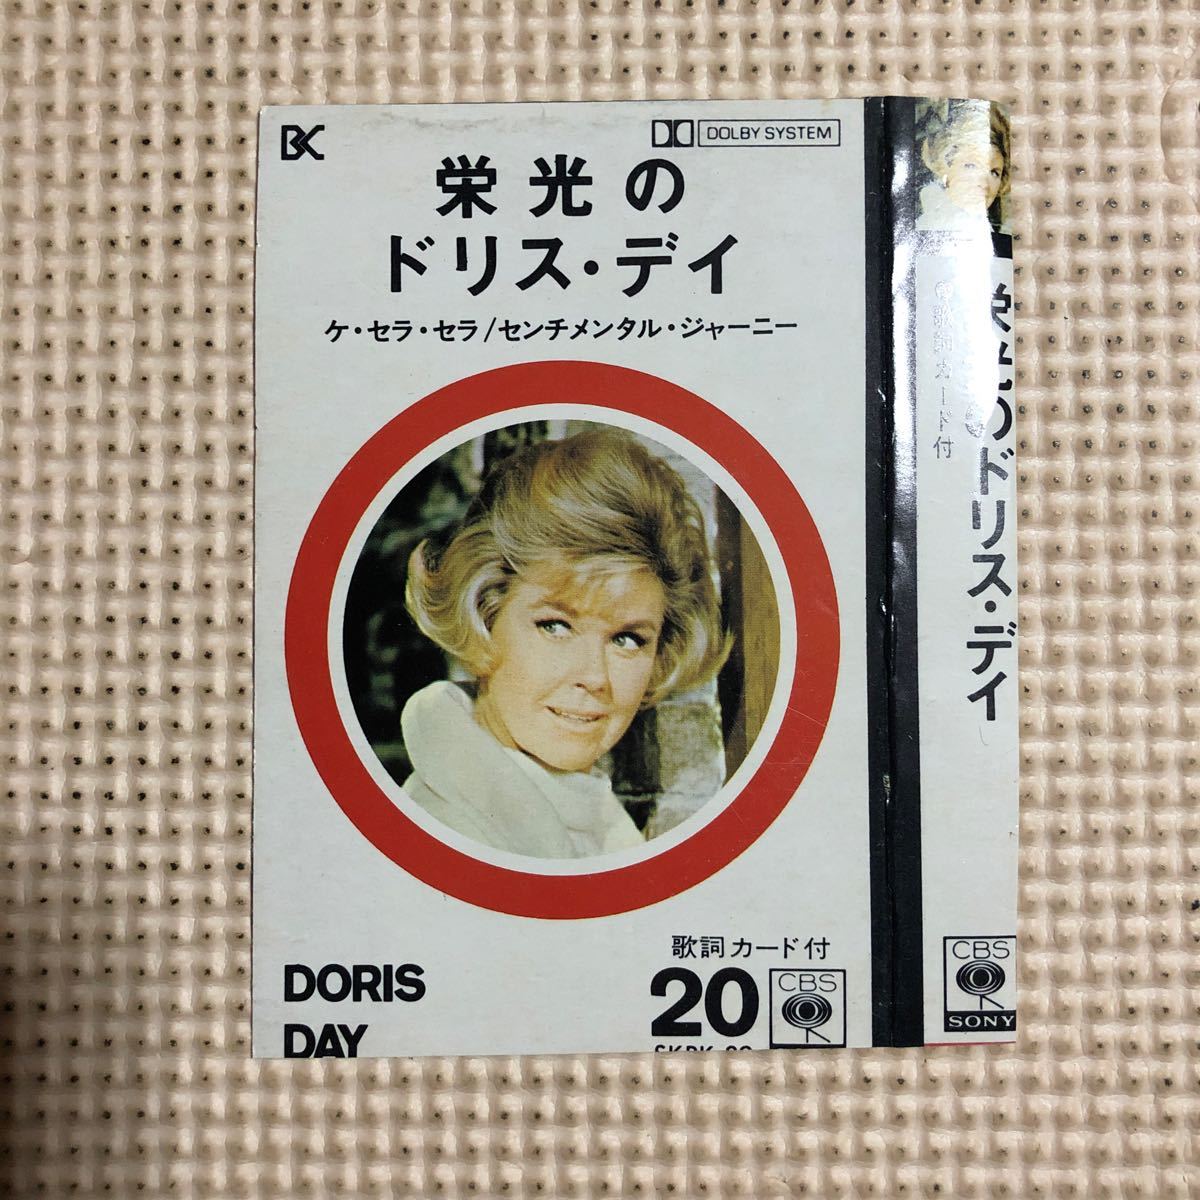 BC
DOLBY SYSTEM
栄光の
ドリス・デイ
ケ・セラ・セラ/センチメンタル・ジャーニー
歌詞カード付
20
CBS
DORIS
DAY
歌詞カード付
栄光のドリス・デイ
CBS
SONY